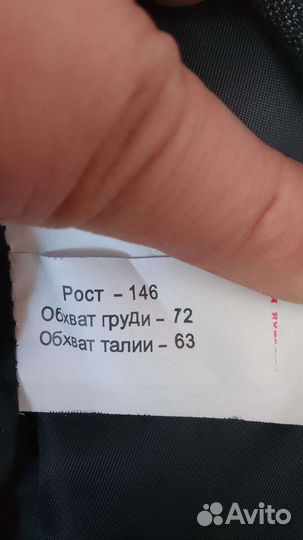 Рост - 146
Обхват груДи - 72
Обхват талии - 63
Avito